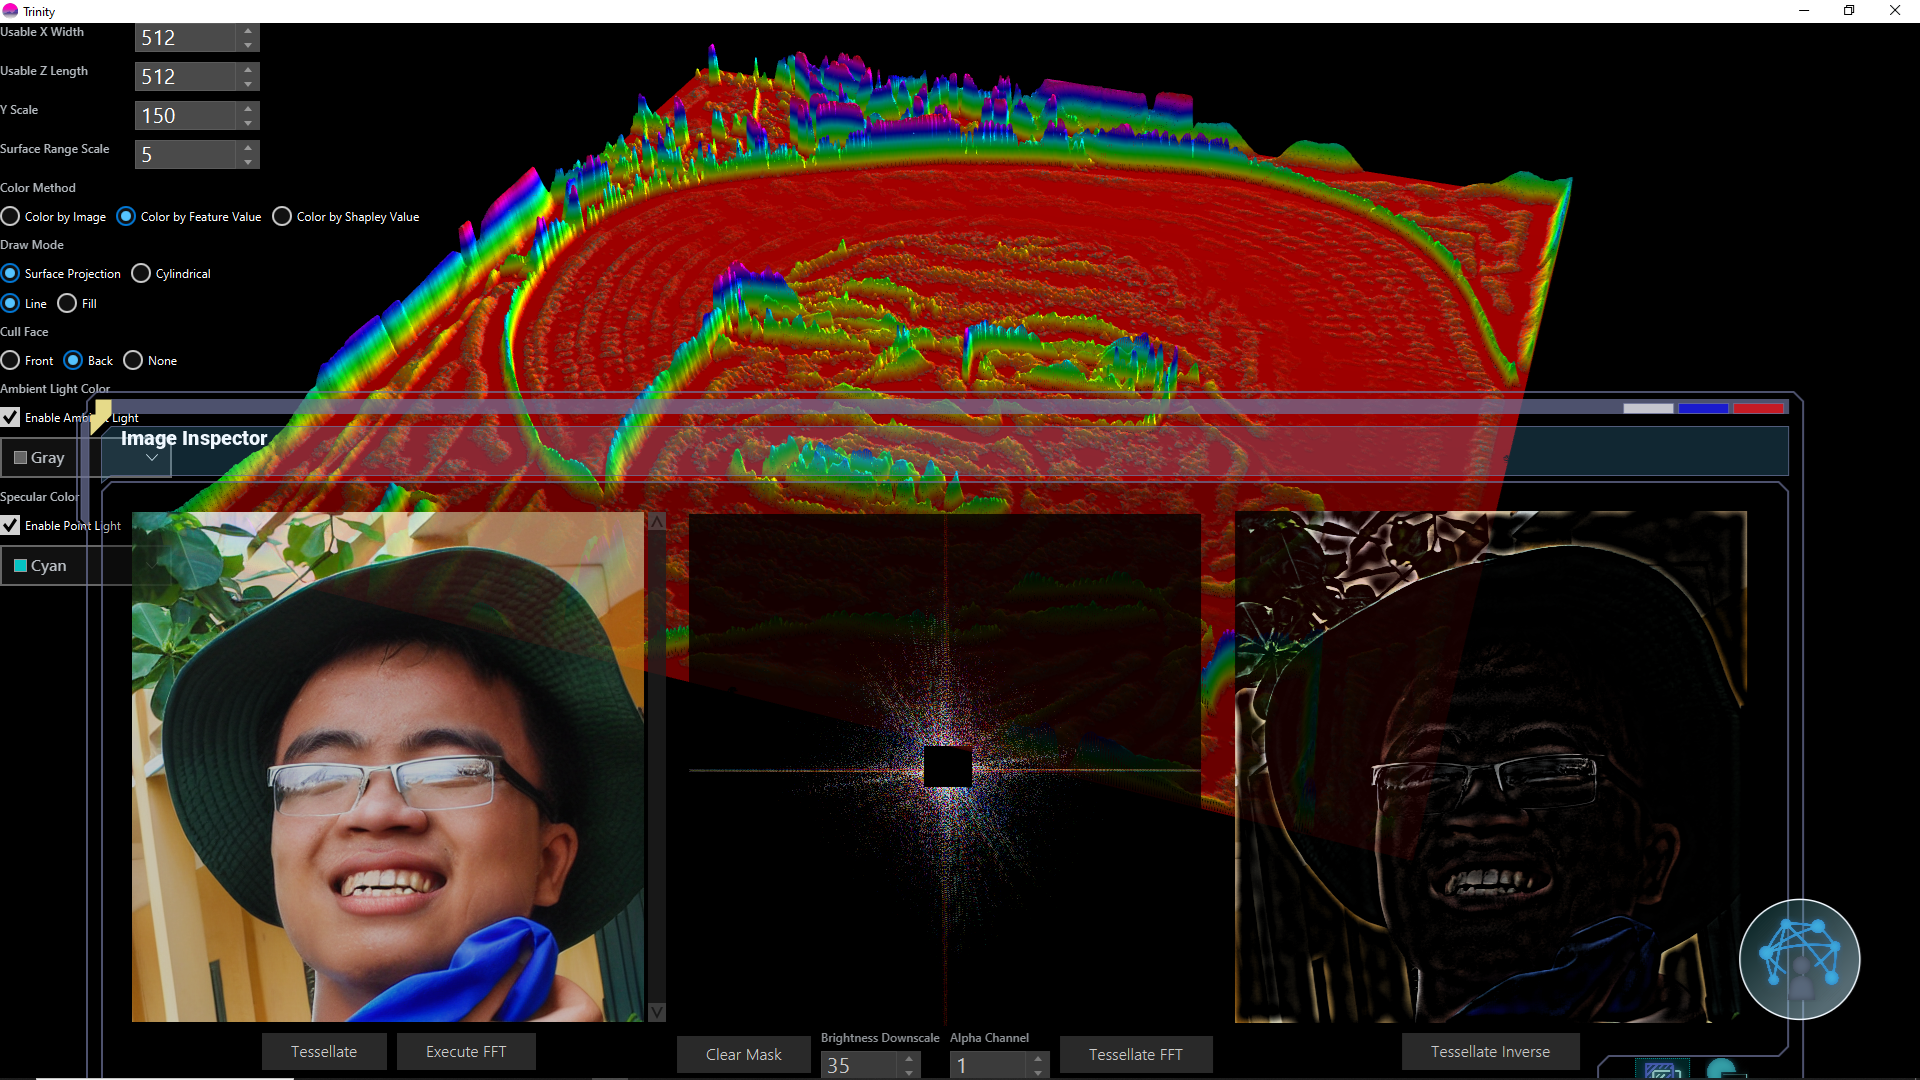 Trinity
Usable X Width
512
Usable Z Length
512
Y Scale
150
Surface Range Scale
5
Color Method
Color by Image
Color by Feature Value
Color by Shapley Value
Draw Mode
Surface Projection
Cylindrical
Line
Fill
Cull Face
Front
Back
None
Ambient Light Color
Enable Ambient Light
Image Inspector
Gray
Specular Color
Enable Point Light
Cyan
Tessellate
Execute FFT
Clear Mask
Brightness Downscale
35
Alpha Channel
1
Tessellate FFT
Tessellate Inverse